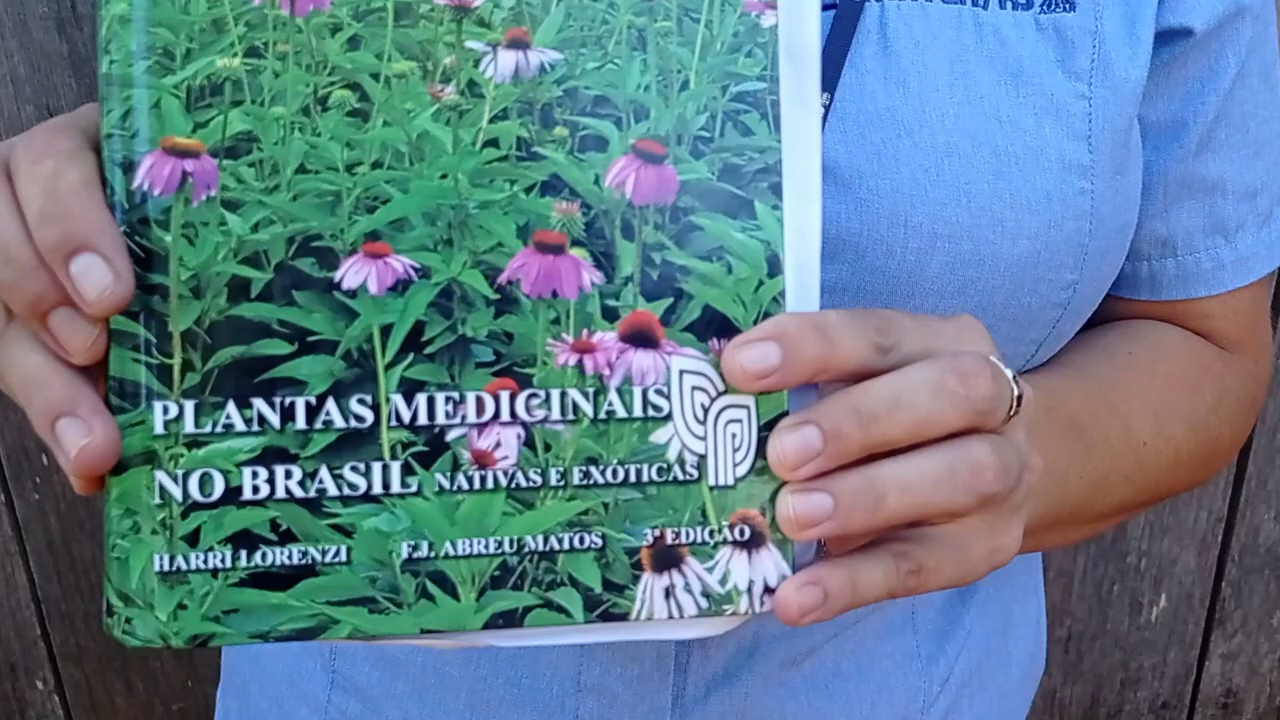 PLANTAS MEDICINAIS
NO BRASIL NATIVAS E EXÓTICAS
HARRI LORENZI F.J. ABREU MATOS 3ª EDIÇÃO